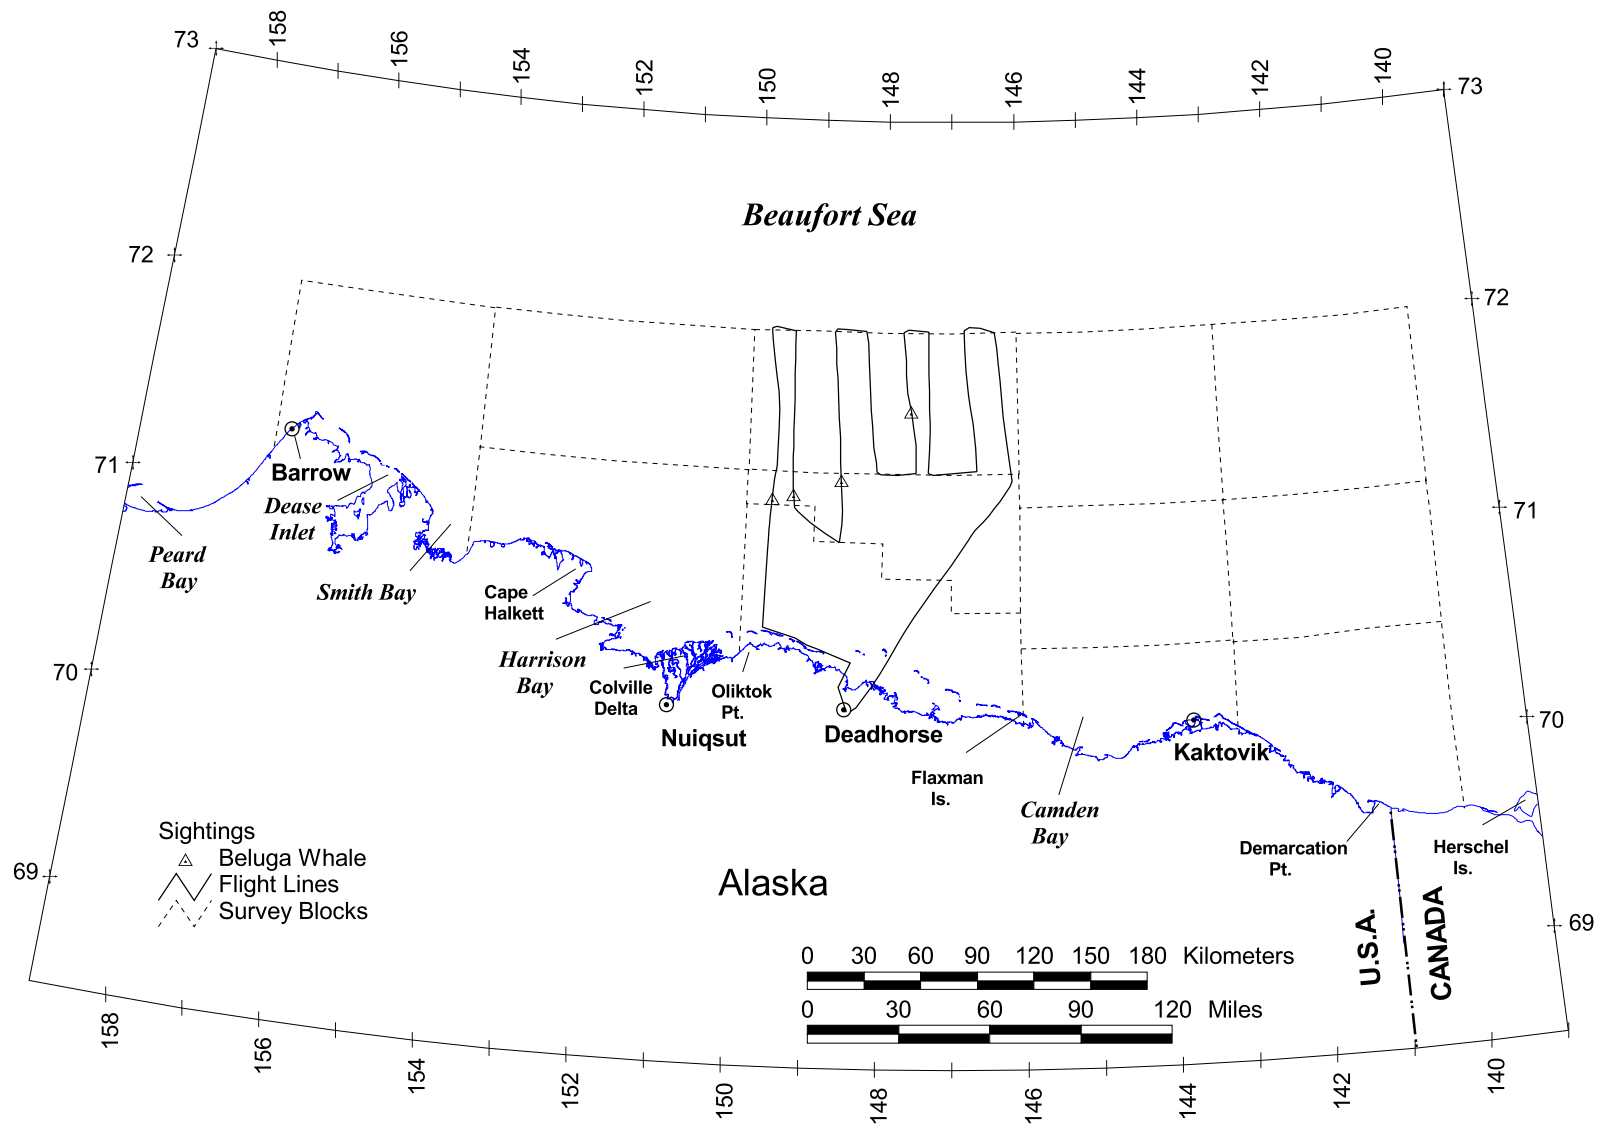 158
156
154
152
150
148
146
144
142
140
73
73
Beaufort Sea
72
72
71
71
Barrow
Dease
Inlet
Peard
Bay
Smith Bay
Cape
Halkett
Harrison
Bay
Colville
Delta
Oliktok
Pt.
Nuiqsut
Deadhorse
Flaxman
Is.
Camden
Bay
Kaktovik
Demarcation
Pt.
Herschel
Is.
70
70
Sightings
Beluga Whale
Flight Lines
Survey Blocks
Alaska
U.S.A.
CANADA
69
69
0 30 60 90 120 150 180 Kilometers
0 30 60 90 120 Miles
158
156
154
152
150
148
146
144
142
140